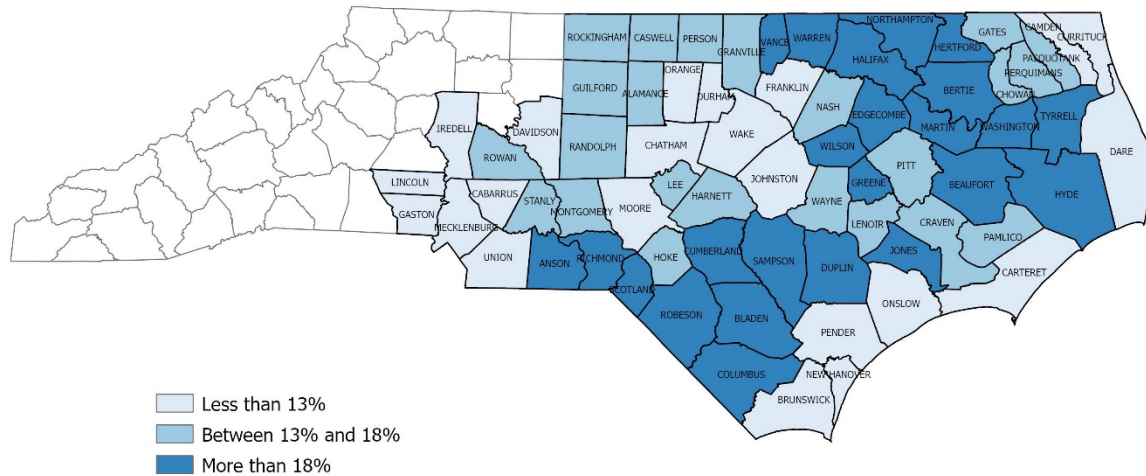 NORTHAMPTON
CAMDEN
ROCKINGHAM
CASWELL
PERSON
GRANVILLE
VANCE
WARREN
GATES
CURRITUCK
HERTFORD
PASQUOTANK
HALIFAX
ORANGE
PERQUIMANS
DURHAM
FRANKLIN
GUILFORD
ALAMANCE
BERTIE
CHOWAN
NASH
EDGECOMBE
IREDELL
DAVIDSON
MARTIN
WASHINGTON
TYRRELL
WAKE
RANDOLPH
CHATHAM
WILSON
DARE
ROWAN
PITT
LINCOLN
JOHNSTON
GREENE
LEE
HARNETT
BEAUFORT
HYDE
CABARRUS
STANLY
MONTGOMERY
MOORE
WAYNE
GASTON
MECKLENBURG
LENOIR
CRAVEN
PAMLICO
UNION
ANSON
RICHMOND
HOKE
CUMBERLAND
SAMPSON
DUPLIN
JONES
CARTERET
SCOTLAND
ONSLOW
ROBESON
BLADEN
PENDER
COLUMBUS
NEW HANOVER
BRUNSWICK
Less than 13%
Between 13% and 18%
More than 18%